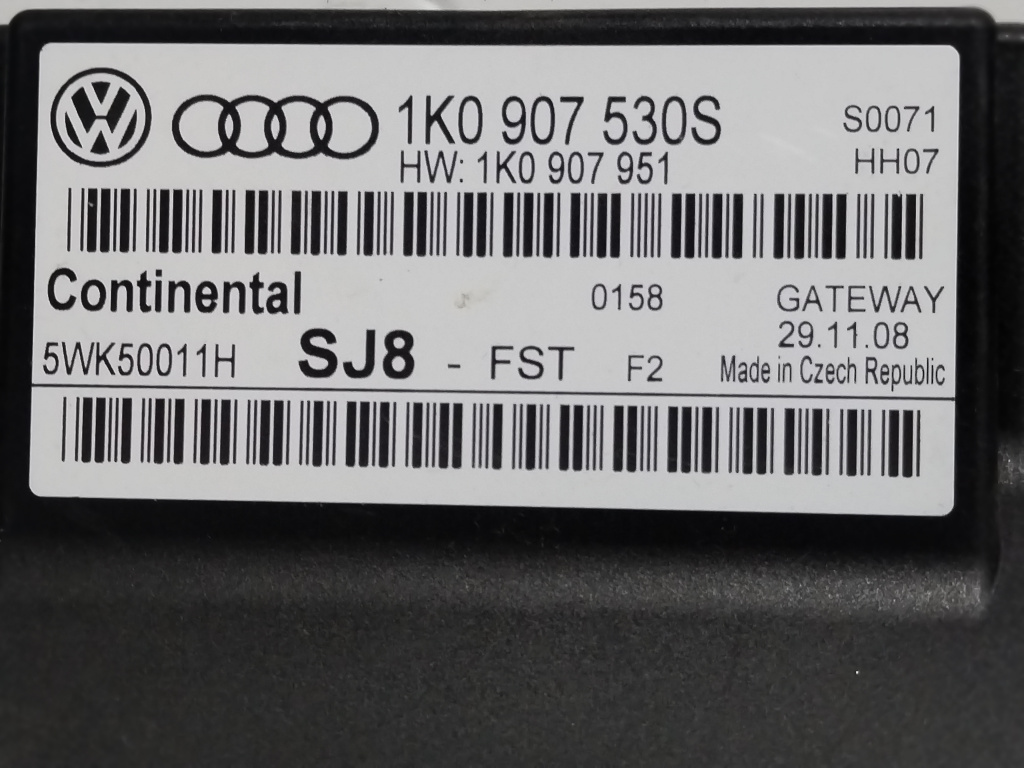 1K0 907 530S
S0071
HW: 1K0 907 951
HH07
Continental
0158
GATEWAY
29.11.08
5WK50011H
SJ8 - FST F2
Made in Czech Republic